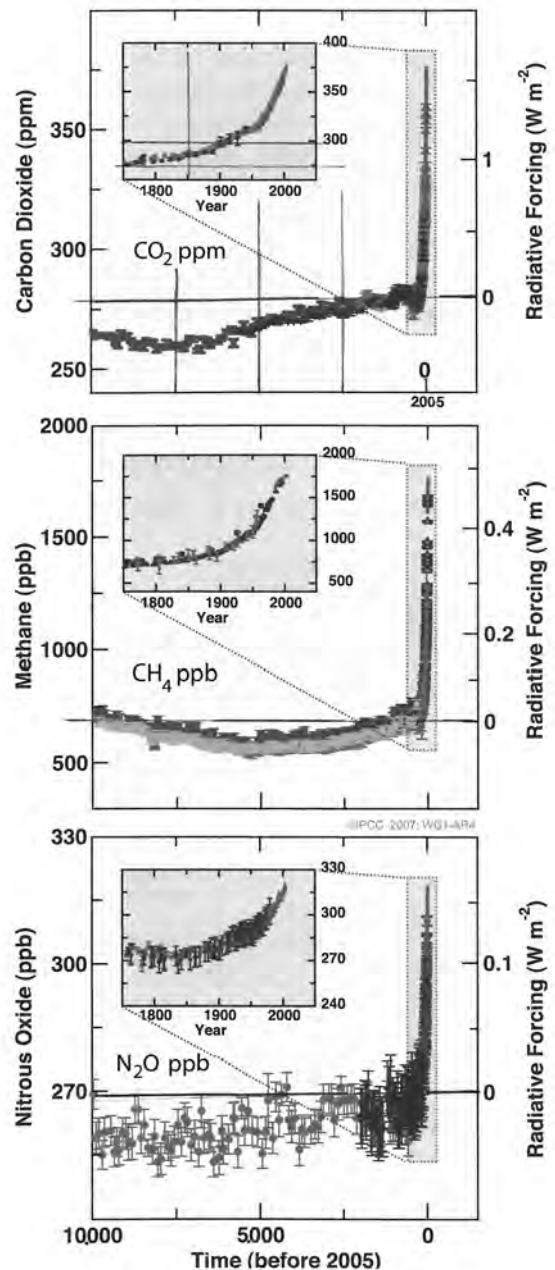 Carbon Dioxide (ppm)
350
300
250
400
350
300
1800 1900 2000
Year
CO2 ppm
Radiative Forcing (W m-2)
1
0
0
2005
Methane (ppb)
2000
1500
1000
500
2000
1500
1000
500
1800 1900 2000
Year
CH4 ppb
Radiative Forcing (W m-2)
0.4
0.2
0
©IPCC 2007: WG1-AR4
Nitrous Oxide (ppb)
330
300
270
330
300
270
240
1800 1900 2000
Year
N2O ppb
Radiative Forcing (W m-2)
0.1
0
10,000 5,000 0
Time (before 2005)